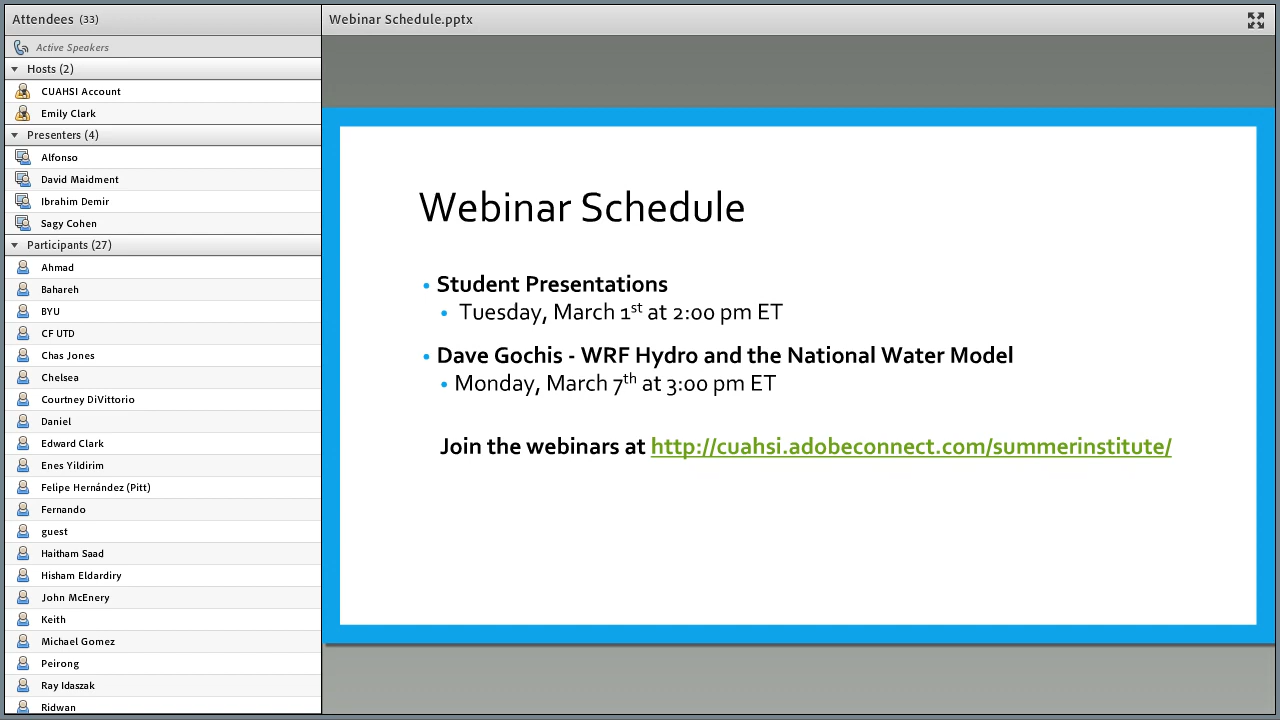 Attendees (33)
Active Speakers
Hosts (2)
CUAHSI Account
Emily Clark
Presenters (4)
Alfonso
David Maidment
Ibrahim Demir
Sagy Cohen
Participants (27)
Ahmad
Bahareh
BYU
CF UTD
Chas Jones
Chelsea
Courtney DiVittorio
Daniel
Edward Clark
Enes Yildirim
Felipe Hernández (Pitt)
Fernando
guest
Haitham Saad
Hisham Eldardiry
John McEnery
Keith
Michael Gomez
Peirong
Ray Idaszak
Ridwan
Webinar Schedule.pptx
Webinar Schedule
• Student Presentations
• Tuesday, March 1st at 2:00 pm ET
• Dave Gochis - WRF Hydro and the National Water Model
• Monday, March 7th at 3:00 pm ET
Join the webinars at http://cuahsi.adobeconnect.com/summerinstitute/